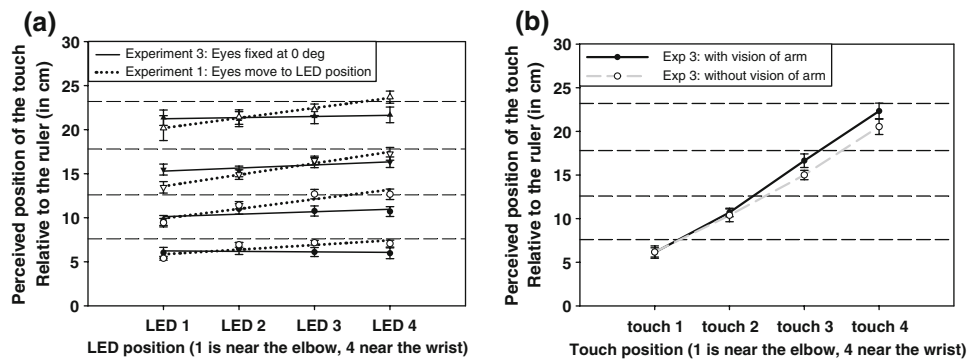 (a)
Perceived position of the touch
Relative to the ruler (in cm)
30
25
20
15
10
5
0
Experiment 3: Eyes fixed at 0 deg
Experiment 1: Eyes move to LED position
LED 1 LED 2 LED 3 LED 4
LED position (1 is near the elbow, 4 near the wrist)
(b)
Perceived position of the touch
Relative to the ruler (in cm)
30
25
20
15
10
5
0
Exp 3: with vision of arm
Exp 3: without vision of arm
touch 1 touch 2 touch 3 touch 4
Touch position (1 is near the elbow, 4 near the wrist)